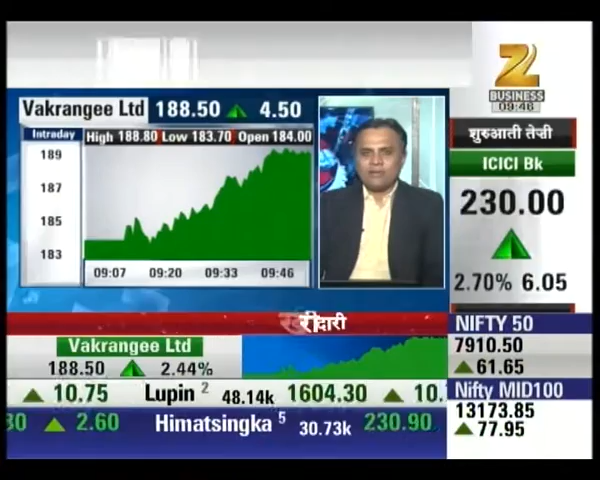 Vakrangee Ltd 188.50 4.50
Intraday High 188.80 Low 183.70 Open 184.00
189
187
185
183
09:07 09:20 09:33 09:46
Z
BUSINESS
09:46
शुरुआती तेजी
ICICI Bk
230.00
2.70% 6.05
NIFTY 50
7910.50
61.65
Nifty MID100
13173.85
77.95
Vakrangee Ltd
188.50 2.44%
10.75 Lupin 2 48.14k 1604.30 10.
30 2.60 Himatsingka 5 30.73k 230.90